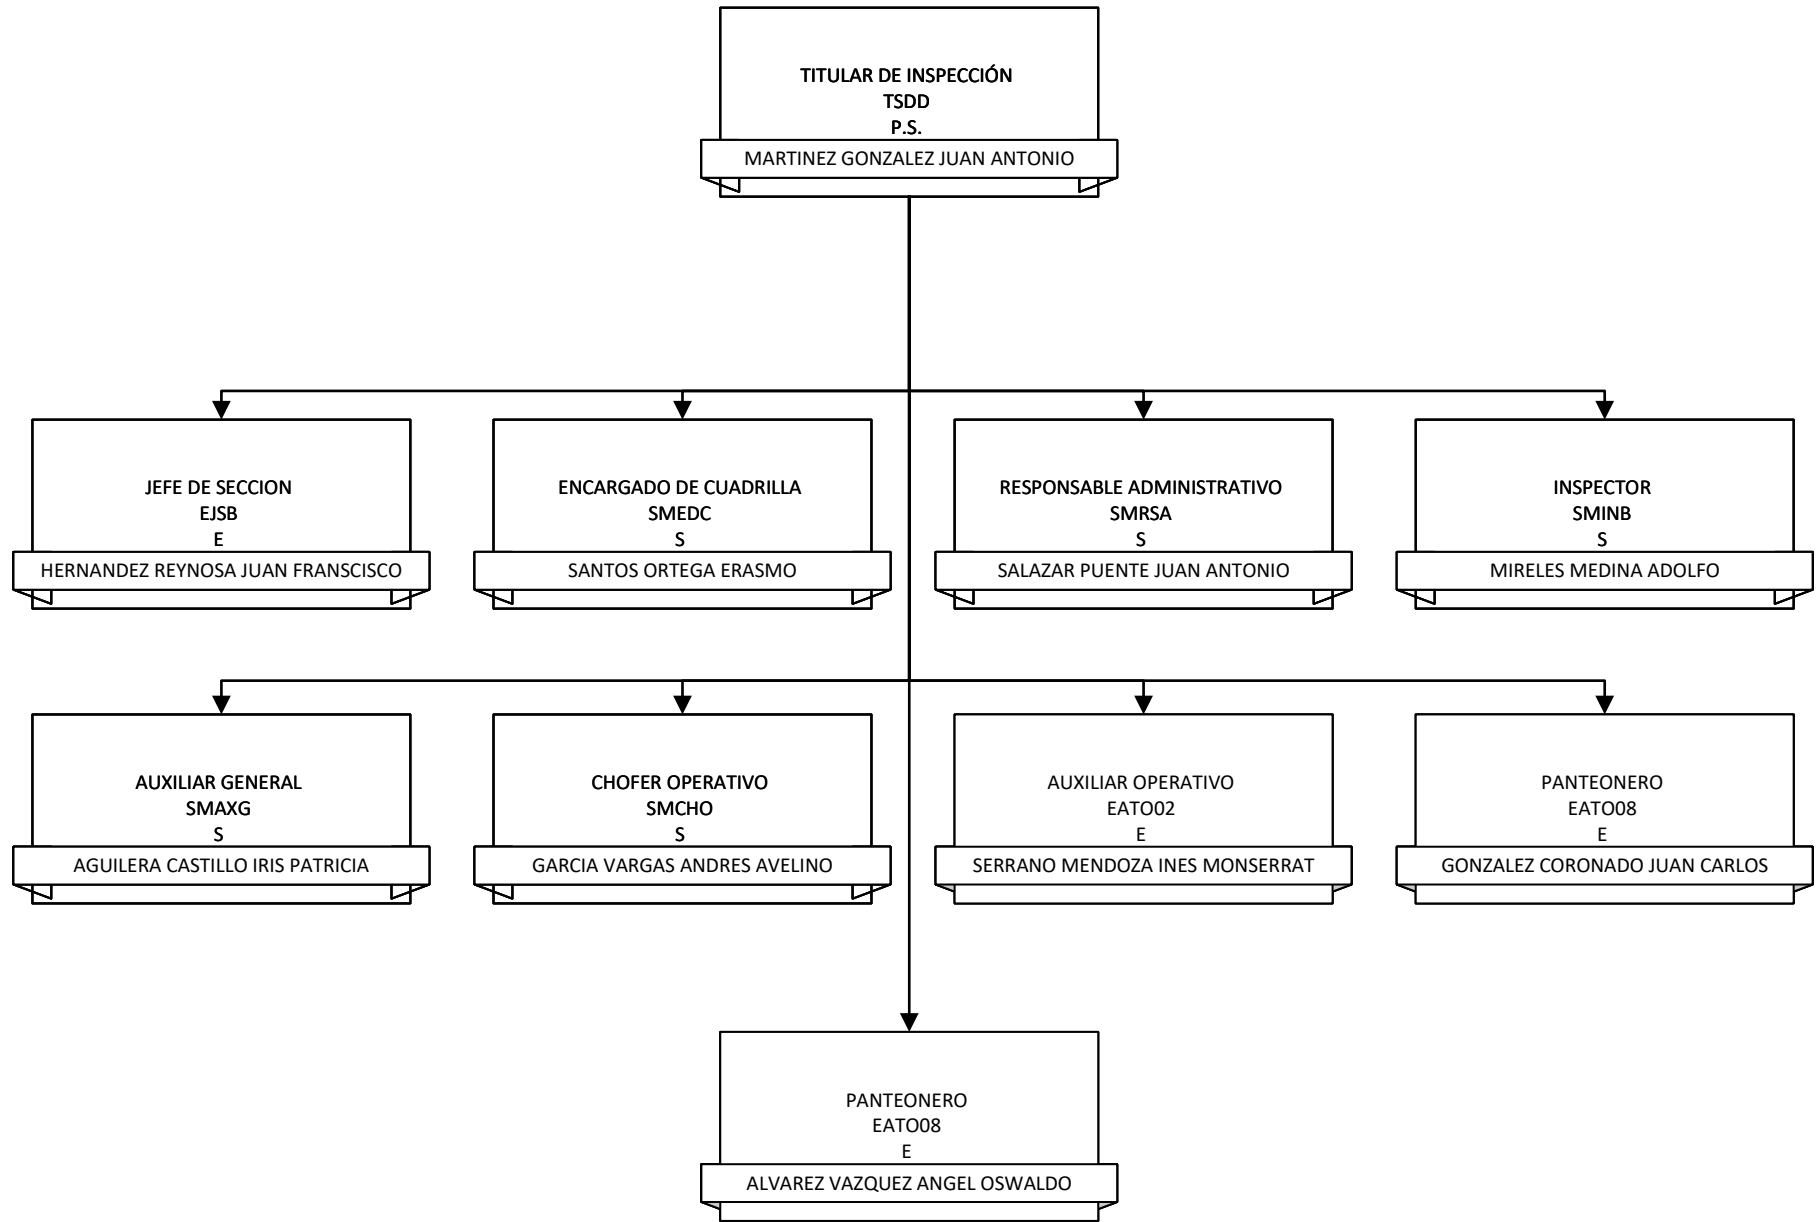 TITULAR DE INSPECCIÓN
TSDD
P.S.
MARTINEZ GONZALEZ JUAN ANTONIO
JEFE DE SECCION
EJSB
E
HERNANDEZ REYNOSA JUAN FRANSCISCO
ENCARGADO DE CUADRILLA
SMEDC
S
SANTOS ORTEGA ERASMO
RESPONSABLE ADMINISTRATIVO
SMRSA
S
SALAZAR PUENTE JUAN ANTONIO
INSPECTOR
SMINB
S
MIRELES MEDINA ADOLFO
AUXILIAR GENERAL
SMAXG
S
AGUILERA CASTILLO IRIS PATRICIA
CHOFER OPERATIVO
SMCHO
S
GARCIA VARGAS ANDRES AVELINO
AUXILIAR OPERATIVO
EATO02
E
SERRANO MENDOZA INES MONSERRAT
PANTEONERO
EATO08
E
GONZALEZ CORONADO JUAN CARLOS
PANTEONERO
EATO08
E
ALVAREZ VAZQUEZ ANGEL OSWALDO